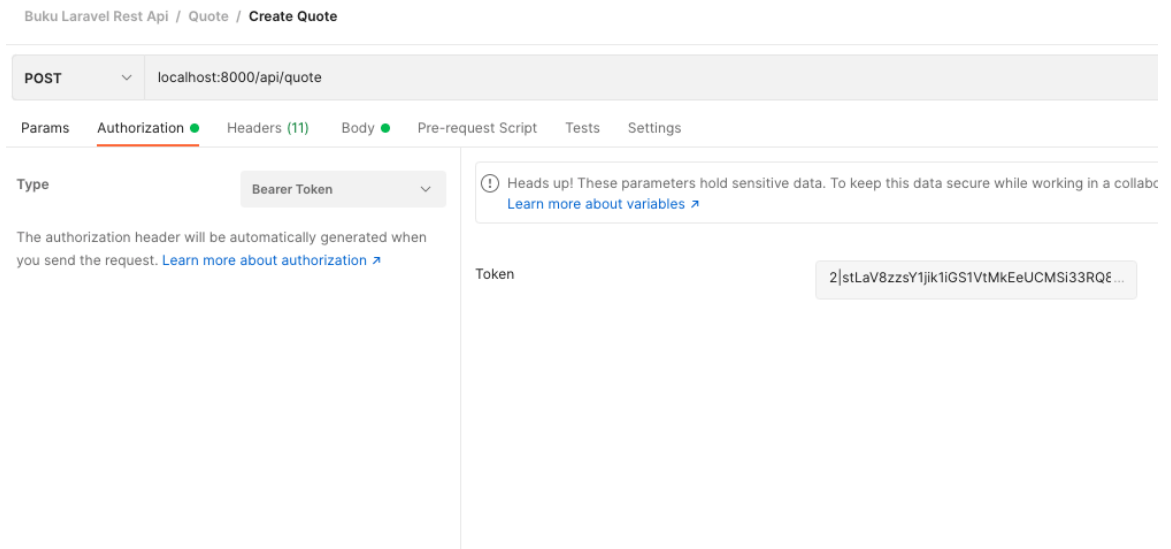 Buku Laravel Rest Api / Quote / Create Quote
POST localhost:8000/api/quote
Params Authorization Headers (11) Body Pre-request Script Tests Settings
Type Bearer Token
The authorization header will be automatically generated when
you send the request. Learn more about authorization ↗
Heads up! These parameters hold sensitive data. To keep this data secure while working in a
Learn more about variables ↗
Token 2|stLaV8zzsY1jik1iGS1VtMkEeUCMSi33RQ...